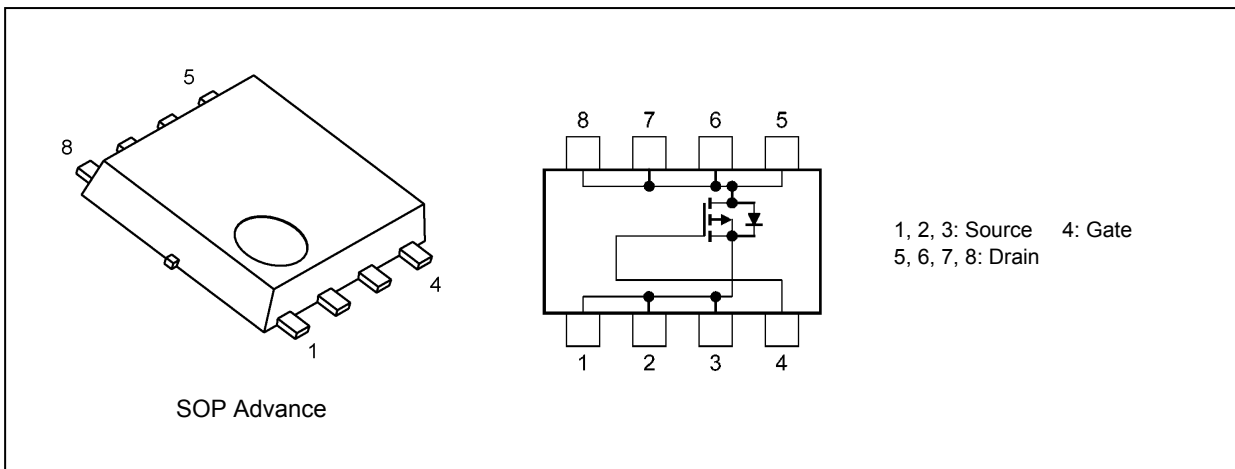 5
8
4
1
SOP Advance
8 7 6 5
1 2 3 4
1, 2, 3: Source 4: Gate
5, 6, 7, 8: Drain